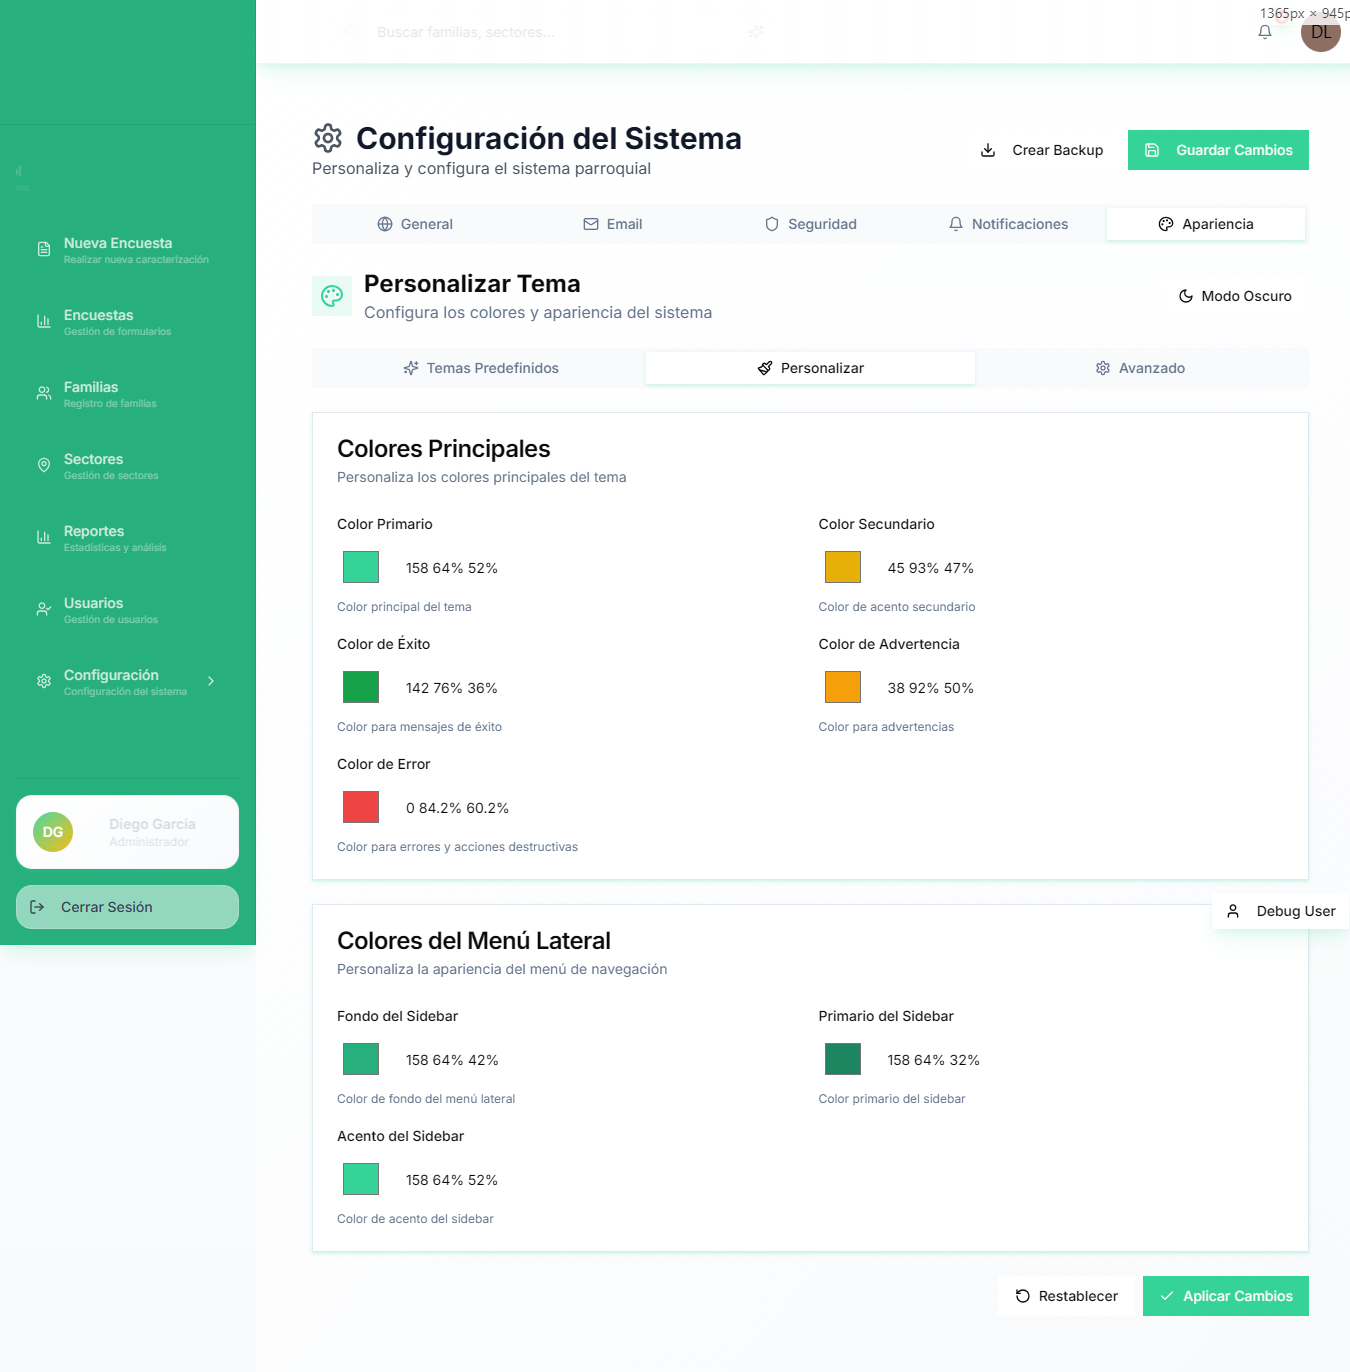 1365px × 945p
Buscar familias, sectores...
DL
Nueva Encuesta
Realizar nueva caracterización
Encuestas
Gestión de formularios
Familias
Registro de familias
Sectores
Gestión de sectores
Reportes
Estadísticas y análisis
Usuarios
Gestión de usuarios
Configuración
Configuración del sistema
DG
Diego Garcia
Administrador
Cerrar Sesión
Configuración del Sistema
Personaliza y configura el sistema parroquial
Crear Backup
Guardar Cambios
General
Email
Seguridad
Notificaciones
Apariencia
Personalizar Tema
Configura los colores y apariencia del sistema
Modo Oscuro
Temas Predefinidos
Personalizar
Avanzado
Colores Principales
Personaliza los colores principales del tema
Color Primario
158 64% 52%
Color principal del tema
Color Secundario
45 93% 47%
Color de acento secundario
Color de Éxito
142 76% 36%
Color para mensajes de éxito
Color de Advertencia
38 92% 50%
Color para advertencias
Color de Error
0 84.2% 60.2%
Color para errores y acciones destructivas
Debug User
Colores del Menú Lateral
Personaliza la apariencia del menú de navegación
Fondo del Sidebar
158 64% 42%
Color de fondo del menú lateral
Primario del Sidebar
158 64% 32%
Color primario del sidebar
Acento del Sidebar
158 64% 52%
Color de acento del sidebar
Restablecer
Aplicar Cambios